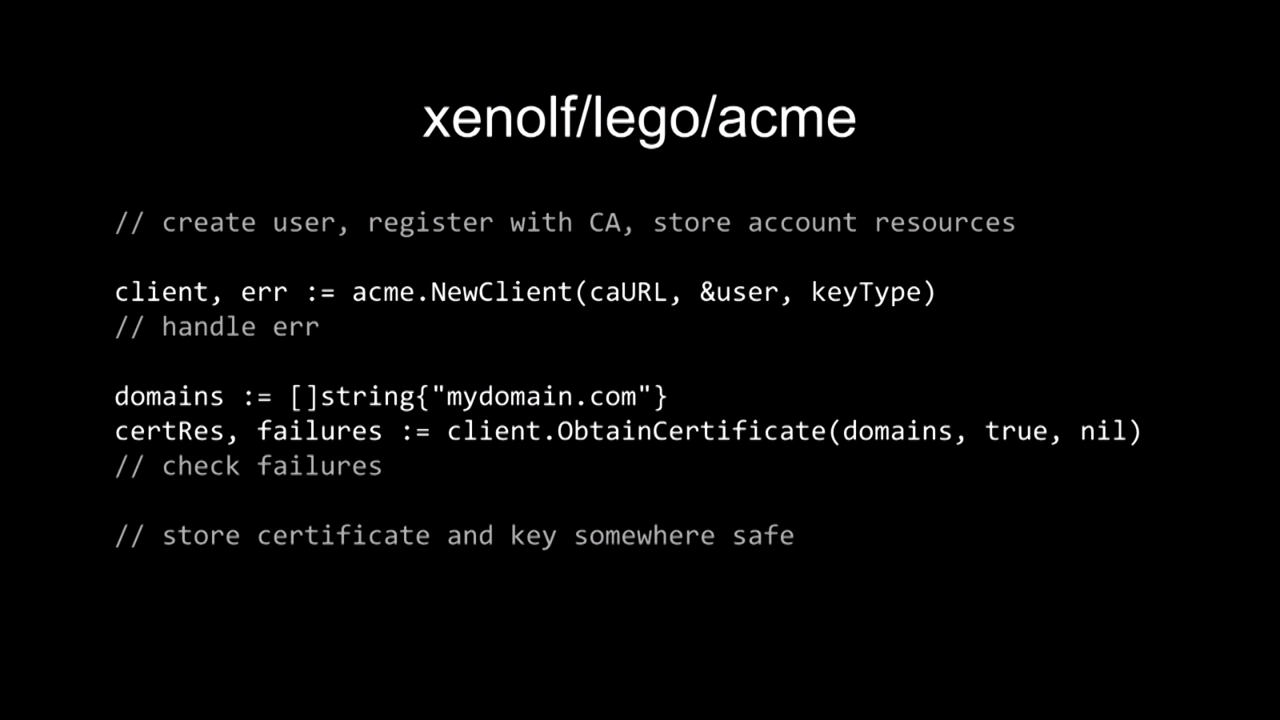 xenolf/lego/acme
// create user, register with CA, store account resources
client, err := acme.NewClient(caURL, &user, keyType)
// handle err
domains := []string{"mydomain.com"}
certRes, failures := client.ObtainCertificate(domains, true, nil)
// check failures
// store certificate and key somewhere safe